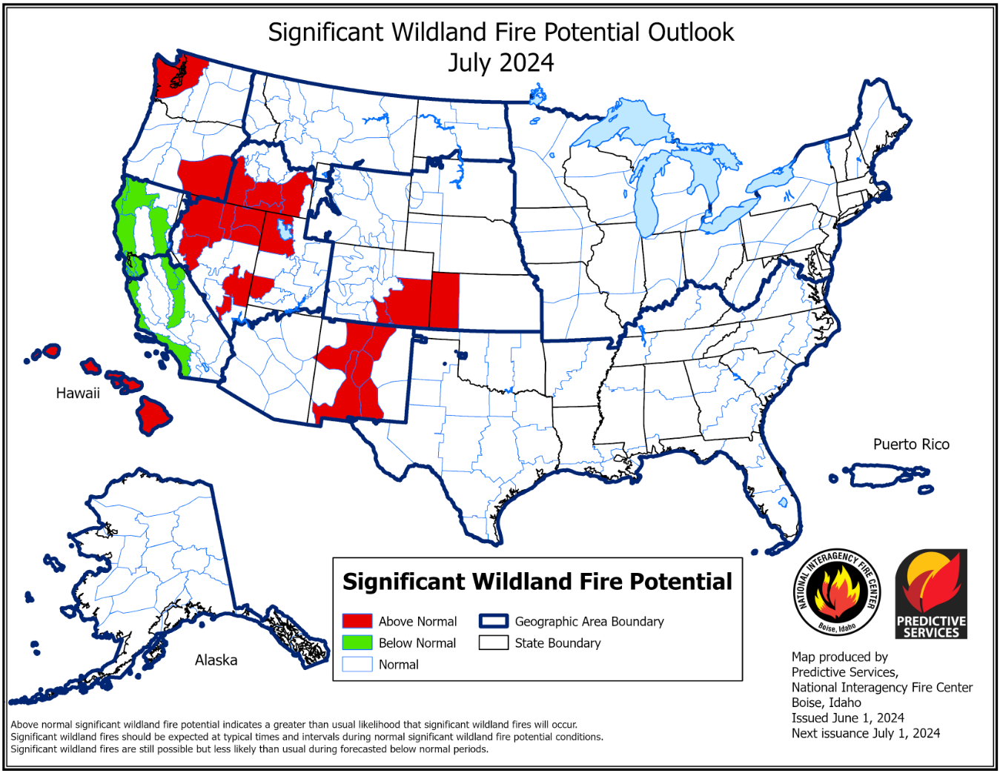 Significant Wildland Fire Potential Outlook
July 2024
Hawaii
Puerto Rico
Alaska
Significant Wildland Fire Potential
Above Normal
Below Normal
Normal
Geographic Area Boundary
State Boundary
NATIONAL INTERAGENCY FIRE CENTER
Boise, Idaho
PREDICTIVE
SERVICES
Map produced by
Predictive Services,
National Interagency Fire Center
Boise, Idaho
Issued June 1, 2024
Next issuance July 1, 2024
Above normal significant wildland fire potential indicates a greater than usual likelihood that significant wildland fires will occur.
Significant wildland fires should be expected at typical times and intervals during normal significant wildland fire potential conditions.
Significant wildland fires are still possible but less likely than usual during forecasted below normal periods.